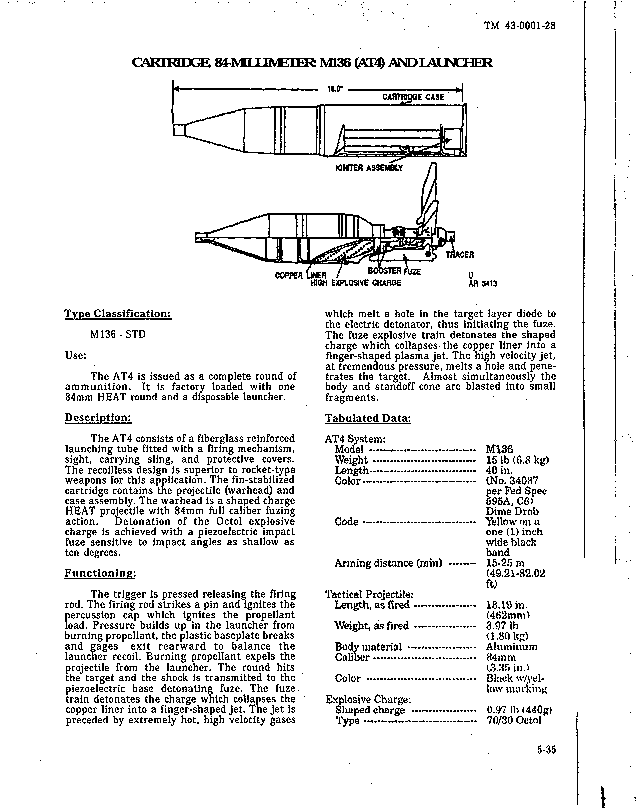 TM 43-0001-28
CARTRIDGE, 84-MILLIMETER: M136 (AT4) AND LAUNCHER
18.0"
CARTRIDGE CASE
IGNITER ASSEMBLY
TRACER
COPPER LINER
BOOSTER FUZE
HIGH EXPLOSIVE CHARGE
AR 5413
Type Classification:
M136 - STD
Use:
The AT4 is issued as a complete round of
ammunition. It is factory loaded with one
84mm HEAT round and a disposable launcher.
Description:
The AT4 consists of a fiberglass reinforced
launching tube fitted with a firing mechanism,
sight, carrying sling, and protective covers.
The recoilless design is superior to rocket-type
weapons for this application. The fin-stabilized
cartridge contains the projectile (warhead) and
case assembly. The warhead is a shaped charge
HEAT projectile with 84mm full caliber fuzing
action. Detonation of the Octol explosive
charge is achieved with a piezoelectric impact
fuze sensitive to impact angles as shallow as
ten degrees.
Functioning:
The trigger is pressed releasing the firing
rod. The firing rod strikes a pin and ignites the
percussion cap which ignites the propellant
load. Pressure builds up in the launcher from
burning propellant, the plastic baseplate breaks
and gages exit rearward to balance the
launcher recoil. Burning propellant expels the
projectile from the launcher. The round hits
the target and the shock is transmitted to the
piezoelectric base detonating fuze. The fuze
train detonates the charge which collapses the
copper liner into a finger-shaped jet. The jet is
preceded by extremely hot, high velocity gases
which melt a hole in the target layer diode to
the electric detonator, thus initiating the fuze.
The fuze explosive train detonates the shaped
charge which collapses the copper liner into a
finger-shaped plasma jet. The high velocity jet,
at tremendous pressure, melts a hole and pene-
trates the target. Almost simultaneously the
body and standoff cone are blasted into small
fragments.
Tabulated Data:
AT4 System:
Model --- M136
Weight --- 15 lb (6.8 kg)
Length --- 40 in.
Color --- (No. 34087
per Fed Spec
595A, C6)
Dime Drob
Code --- Yellow on a
one (1) inch
wide black
band
Arming distance (min) --- 15-25 m
(49.21-82.02
ft)
Tactical Projectile:
Length, as fired --- 18.19 in.
(462mm)
Weight, as fired --- 3.97 lb
(1.80 kg)
Body material --- Aluminum
Caliber --- 84mm
(3.35 in.)
Color --- Black w/yel-
low marking
Explosive Charge:
Shaped charge --- 0.97 lb (440g)
Type --- 70/30 Octol
5-35